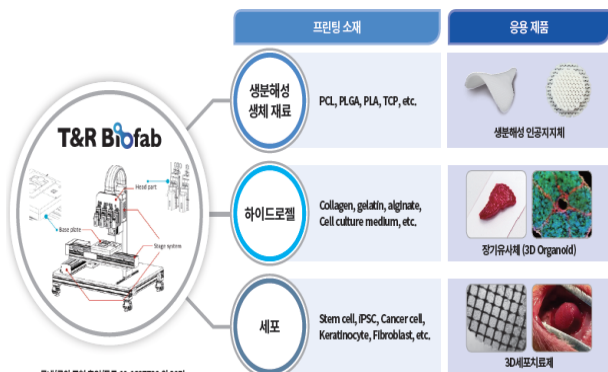 프린팅 소재
응용 제품
T&R Biofab
Head part
Base plate
Stage system
생분해성
생체 재료
PCL, PLGA, PLA, TCP, etc.
생분해성 인공지지체
하이드로젤
Collagen, gelatin, alginate,
Cell culture medium, etc.
장기유사체 (3D Organoid)
세포
Stem cell, iPSC, Cancer cell,
Keratinocyte, Fibroblast, etc.
3D세포치료제